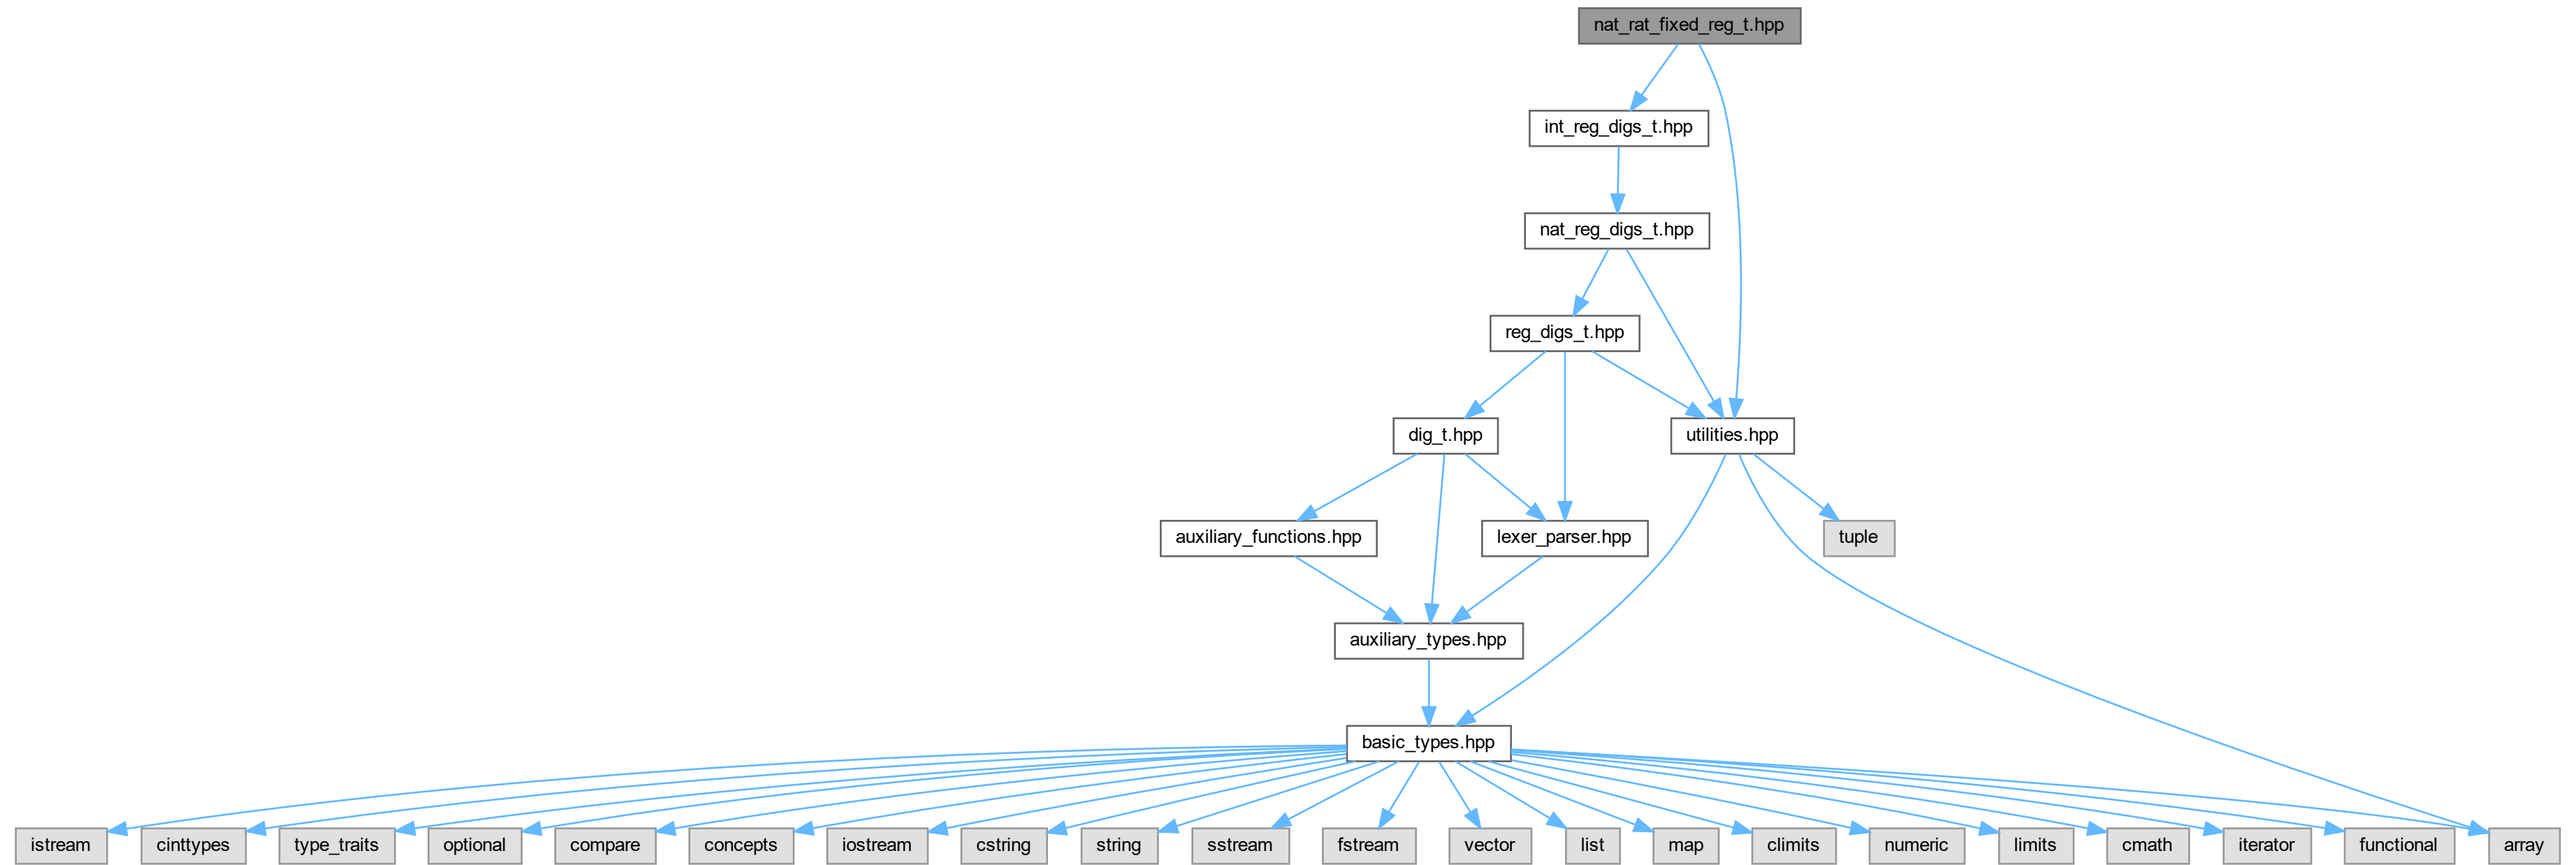 nat_rat_fixed_reg_t.hpp
int_reg_digs_t.hpp
nat_reg_digs_t.hpp
reg_digs_t.hpp
dig_t.hpp
utilities.hpp
auxiliary_functions.hpp
lexer_parser.hpp
tuple
auxiliary_types.hpp
basic_types.hpp
istream
cinttypes
type_traits
optional
compare
concepts
iostream
cstring
string
sstream
fstream
vector
list
map
climits
numeric
limits
cmath
iterator
functional
array